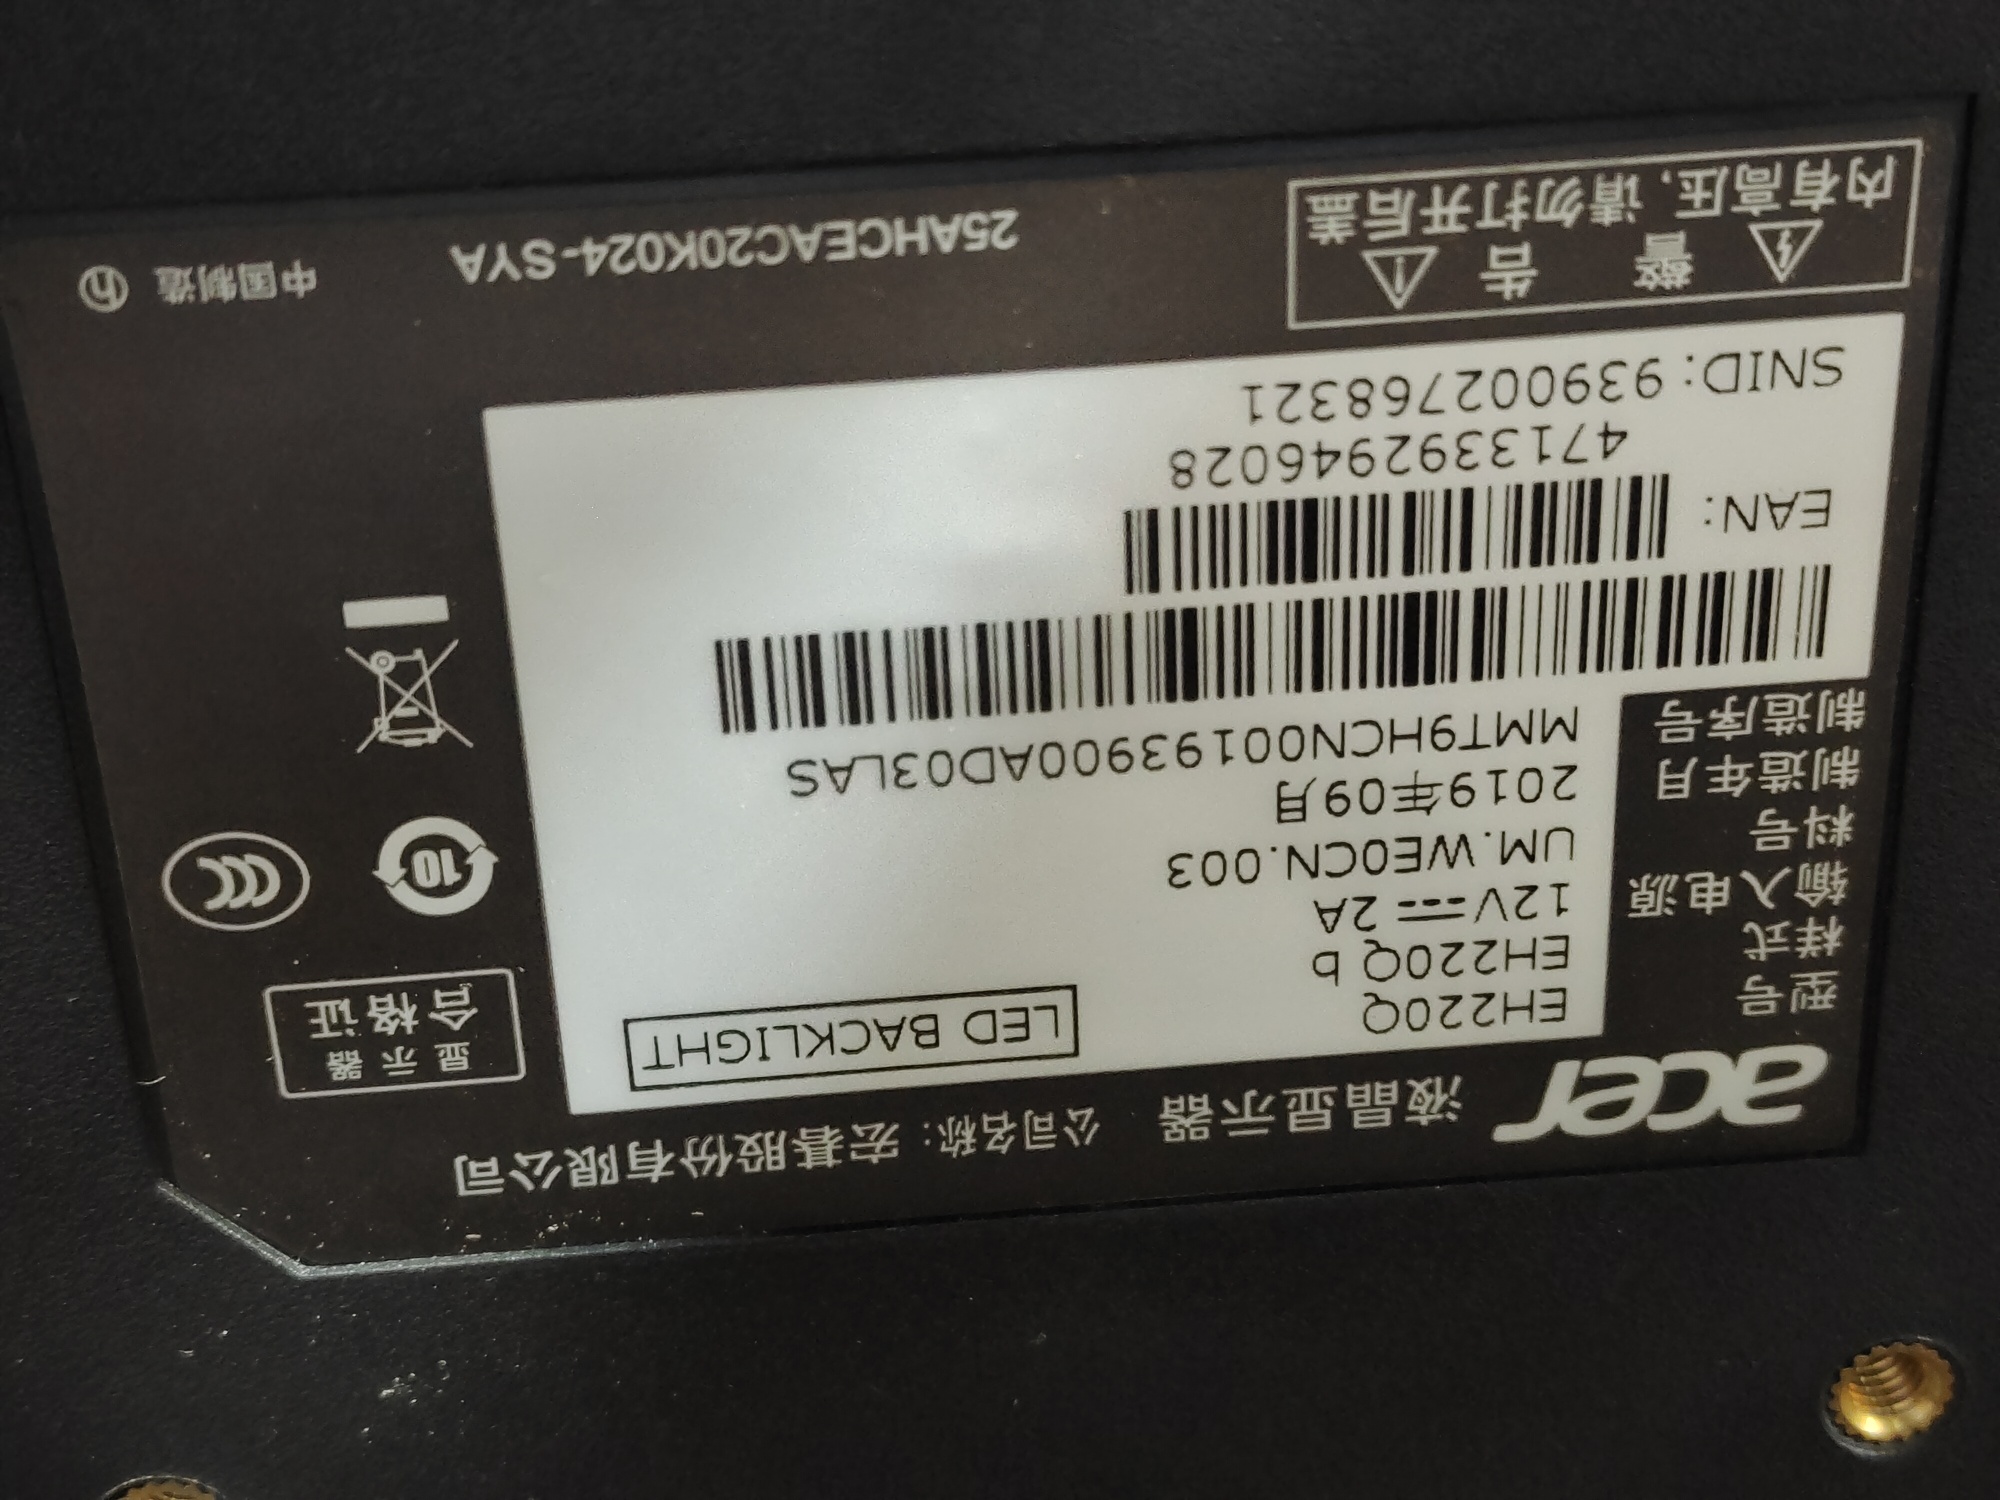 acer 液晶显示器 公司名称：宏碁股份有限公司
型号 EH220Q
LED BACKLIGHT
样式 EH220Q b
输入电源 12V⎓2A
料号 UM.WE0CN.003
制造年月 2019年09月
制造序号 MMT9HCN00193900AD03LAS
EAN:
4713392946028
SNID: 939002768321
显示器
合格证
10
CCC
警 告
内有高压，请勿打开后盖
25AHCEAC20K024-SYA
中国制造 h